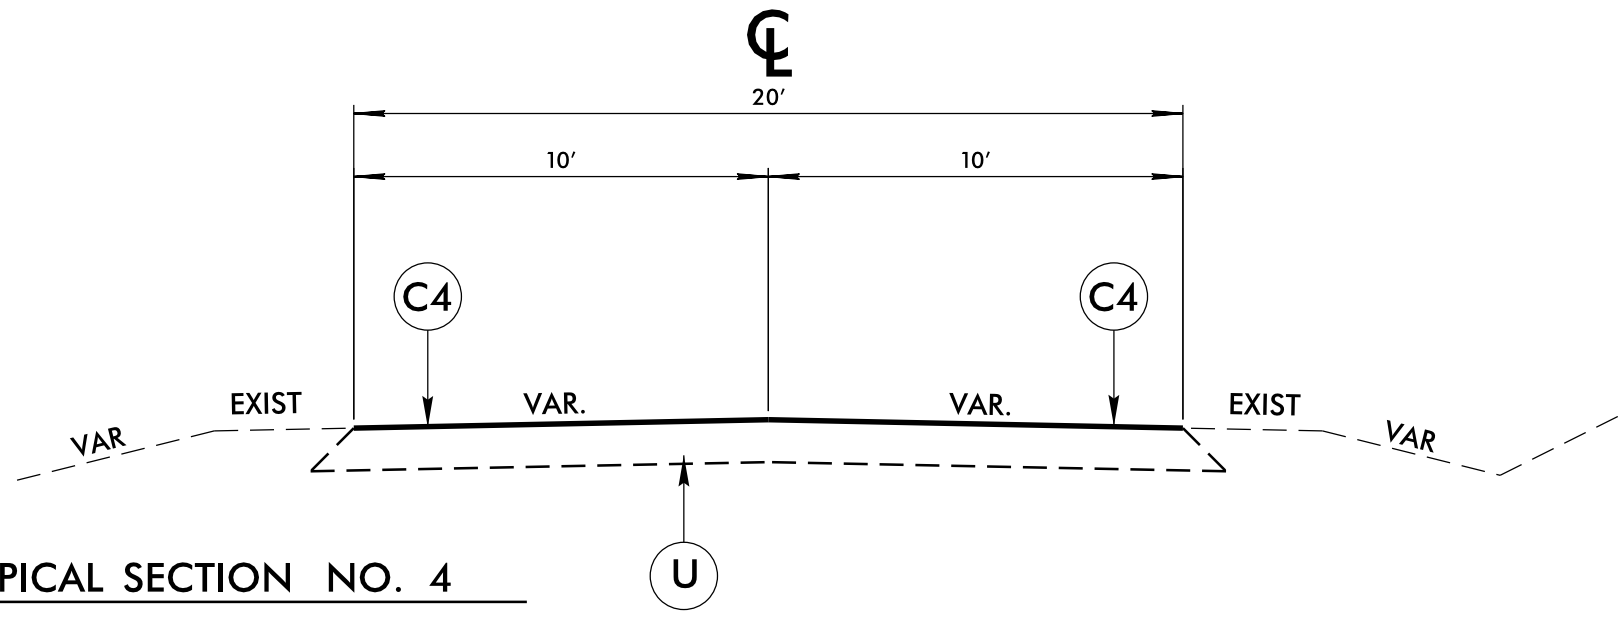 ℄
20'
10' 10'
C4 C4
EXIST VAR. VAR. EXIST
VAR VAR
U
PICAL SECTION NO. 4